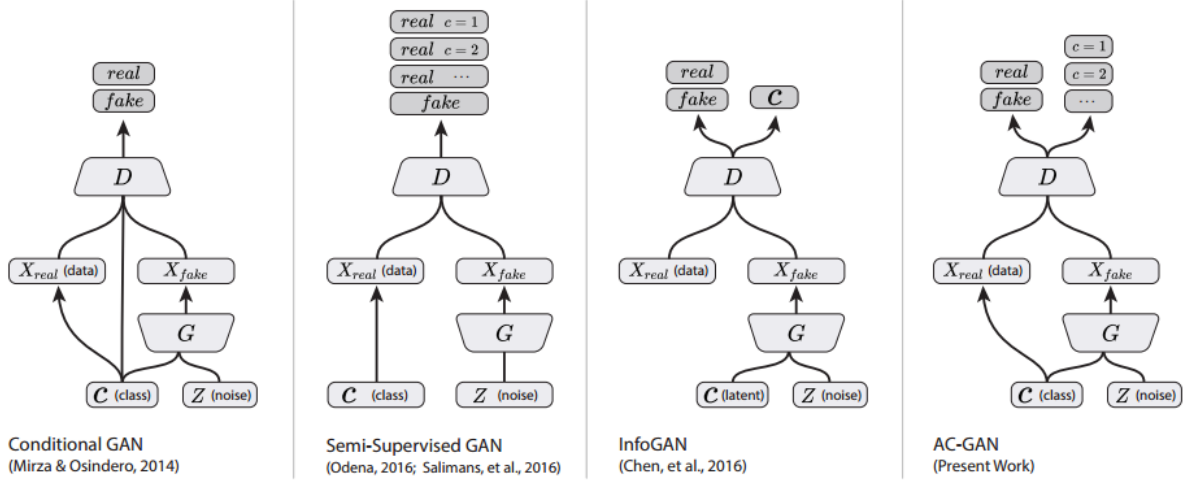 real
fake
D
X_real (data)
X_fake
G
C (class)
Z (noise)
Conditional GAN
(Mirza & Osindero, 2014)
real c = 1
real c = 2
real ...
fake
D
X_real (data)
X_fake
G
C (class)
Z (noise)
Semi-Supervised GAN
(Odena, 2016; Salimans, et al., 2016)
real
fake
C
D
X_real (data)
X_fake
G
C (latent)
Z (noise)
InfoGAN
(Chen, et al., 2016)
real
fake
c = 1
c = 2
...
D
X_real (data)
X_fake
G
C (class)
Z (noise)
AC-GAN
(Present Work)